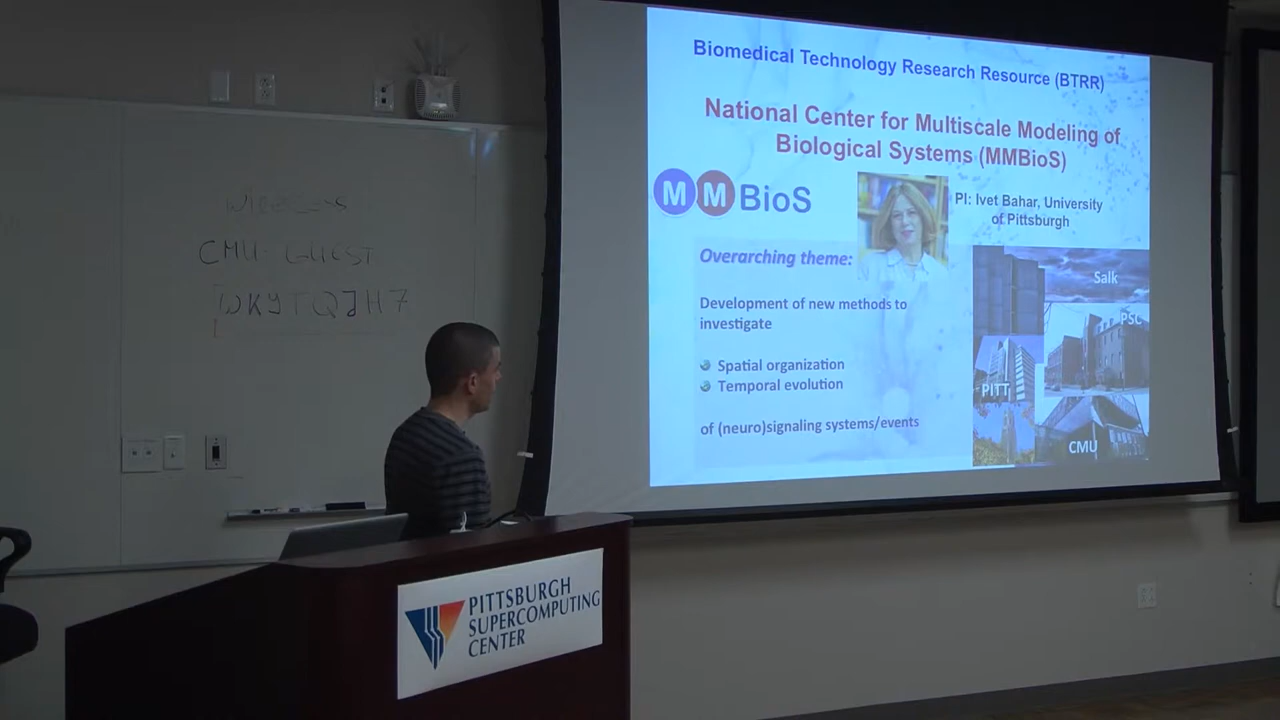 WIRELESS
CMU-GUEST
Biomedical Technology Research Resource (BTRR)
National Center for Multiscale Modeling of
Biological Systems (MMBioS)
MMBioS
PI: Ivet Bahar, University
of Pittsburgh
Overarching theme:
Development of new methods to
investigate
Spatial organization
Temporal evolution
of (neuro)signaling systems/events
Salk
PSC
PITT
CMU
PITTSBURGH
SUPERCOMPUTING
CENTER